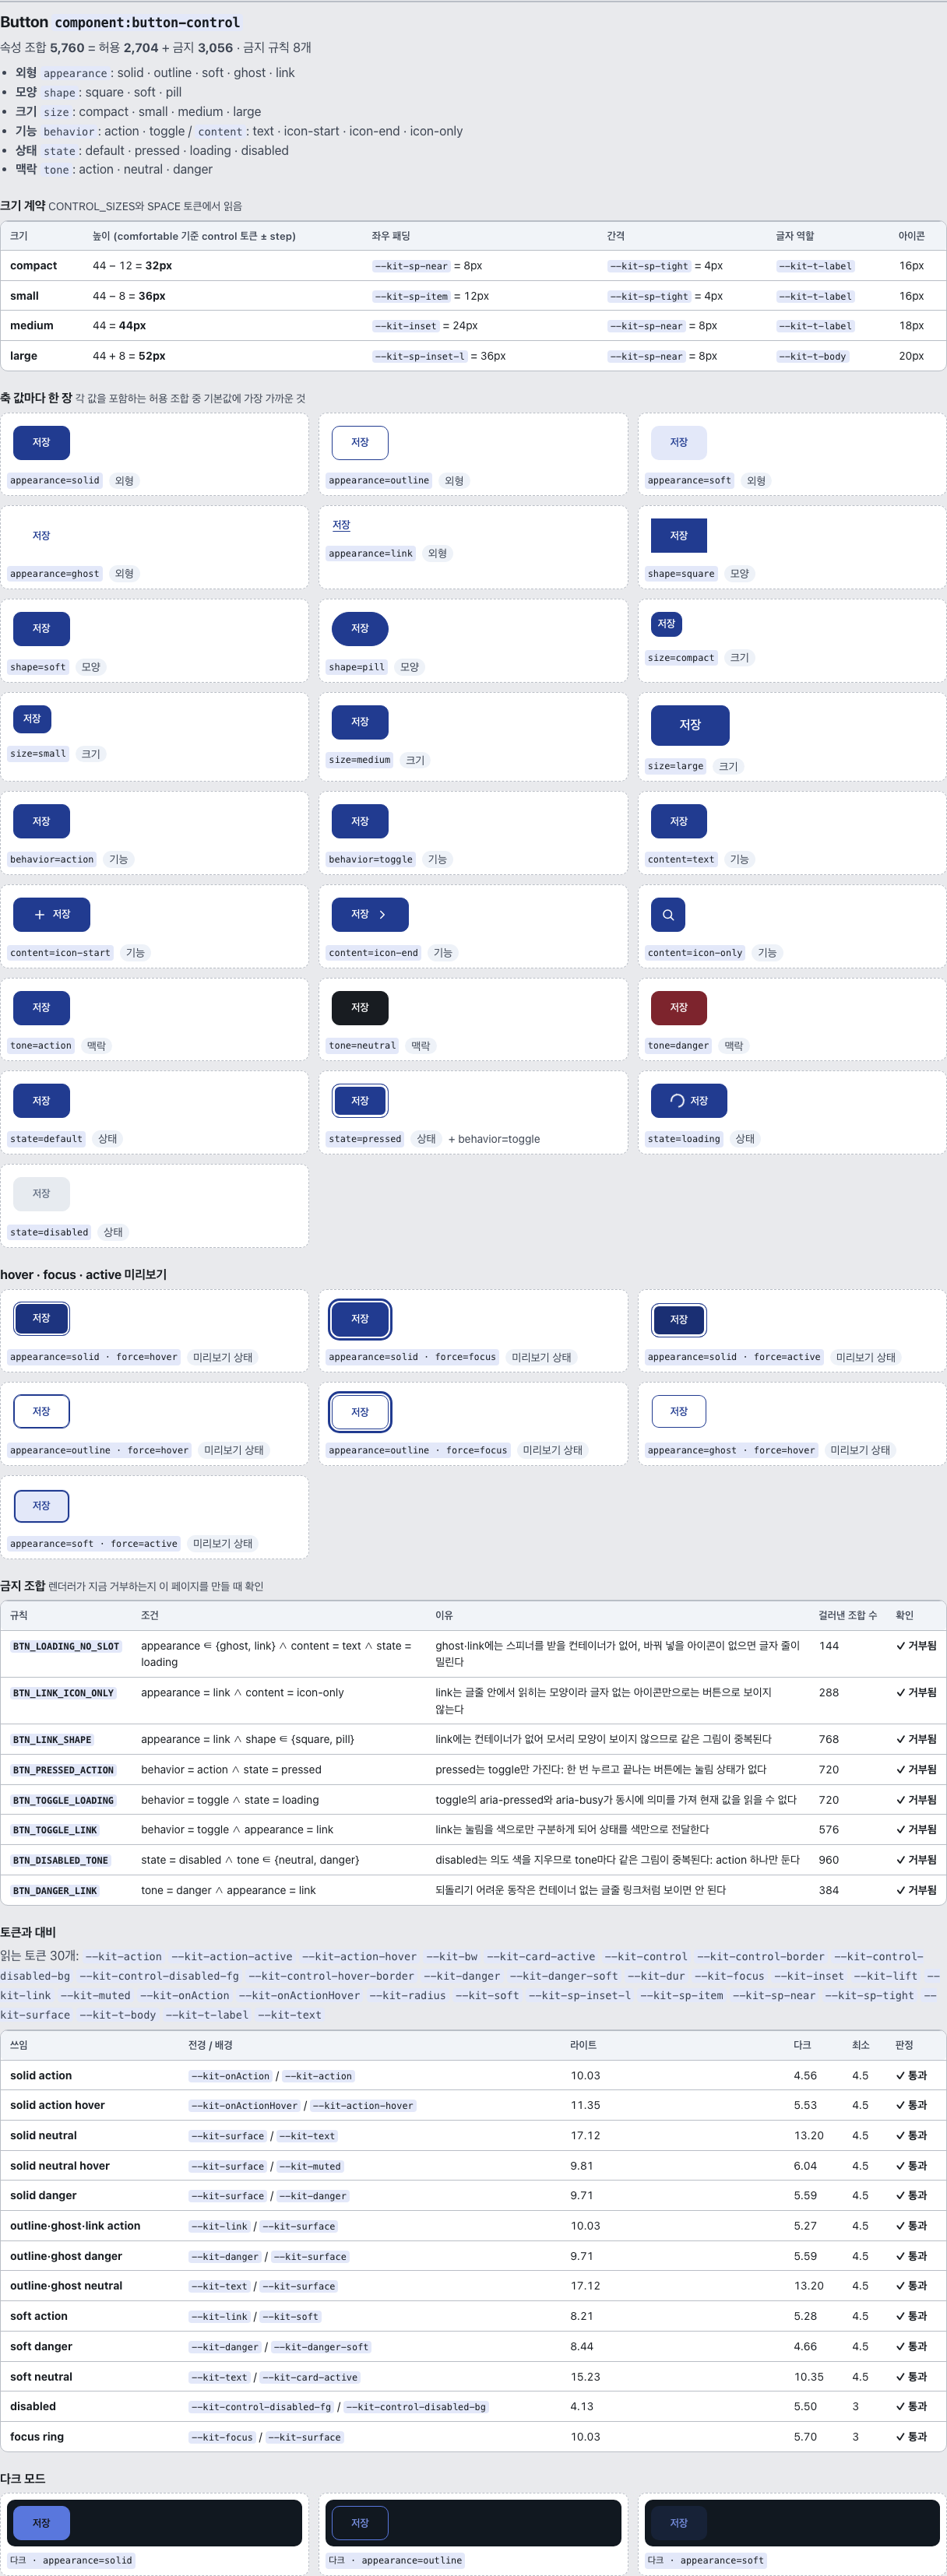 Button component:button-control
속성 조합 5,760 = 허용 2,704 + 금지 3,056 · 금지 규칙 8개
• 외형 appearance : solid · outline · soft · ghost · link
• 모양 shape : square · soft · pill
• 크기 size : compact · small · medium · large
• 기능 behavior : action · toggle / content : text · icon-start · icon-end · icon-only
• 상태 state : default · pressed · loading · disabled
• 맥락 tone : action · neutral · danger
크기 계약 CONTROL_SIZES와 SPACE 토큰에서 읽음
크기 높이 (comfortable 기준 control 토큰 ± step) 좌우 패딩 간격 글자 역할 아이콘
compact 44 − 12 = 32px --kit-sp-near = 8px --kit-sp-tight = 4px --kit-t-label 16px
small 44 − 8 = 36px --kit-sp-item = 12px --kit-sp-tight = 4px --kit-t-label 16px
medium 44 = 44px --kit-inset = 24px --kit-sp-near = 8px --kit-t-label 18px
large 44 + 8 = 52px --kit-sp-inset-l = 36px --kit-sp-near = 8px --kit-t-body 20px
축 값마다 한 장 각 값을 포함하는 허용 조합 중 기본값에 가장 가까운 것
저장 저장 저장
appearance=solid 외형 appearance=outline 외형 appearance=soft 외형
저장 저장 저장
appearance=ghost 외형 appearance=link 외형 shape=square 모양
저장 저장 저장
shape=soft 모양 shape=pill 모양 size=compact 크기
저장 저장 저장
size=small 크기 size=medium 크기 size=large 크기
저장 저장 저장
behavior=action 기능 behavior=toggle 기능 content=text 기능
저장 저장
content=icon-start 기능 content=icon-end 기능 content=icon-only 기능
저장 저장 저장
tone=action 맥락 tone=neutral 맥락 tone=danger 맥락
저장 저장 저장
state=default 상태 state=pressed 상태 + behavior=toggle state=loading 상태
저장
state=disabled 상태
hover · focus · active 미리보기
저장 저장 저장
appearance=solid · force=hover 미리보기 상태 appearance=solid · force=focus 미리보기 상태 appearance=solid · force=active 미리보기 상태
저장 저장 저장
appearance=outline · force=hover 미리보기 상태 appearance=outline · force=focus 미리보기 상태 appearance=ghost · force=hover 미리보기 상태
저장
appearance=soft · force=active 미리보기 상태
금지 조합 렌더러가 지금 거부하는지 이 페이지를 만들 때 확인
규칙 조건 이유 걸러낸 조합 수 확인
BTN_LOADING_NO_SLOT appearance ∈ {ghost, link} ∧ content = text ∧ state = loading ghost·link에는 스피너를 받을 컨테이너가 없어, 바꿔 넣을 아이콘이 없으면 글자 줄이 밀린다 144 ✓ 거부됨
BTN_LINK_ICON_ONLY appearance = link ∧ content = icon-only link는 글줄 안에서 읽히는 모양이라 글자 없는 아이콘만으로는 버튼으로 보이지 않는다 288 ✓ 거부됨
BTN_LINK_SHAPE appearance = link ∧ shape ∈ {square, pill} link에는 컨테이너가 없어 모서리 모양이 보이지 않으므로 같은 그림이 중복된다 768 ✓ 거부됨
BTN_PRESSED_ACTION behavior = action ∧ state = pressed pressed는 toggle만 가진다: 한 번 누르고 끝나는 버튼에는 눌림 상태가 없다 720 ✓ 거부됨
BTN_TOGGLE_LOADING behavior = toggle ∧ state = loading toggle의 aria-pressed와 aria-busy가 동시에 의미를 가져 현재 값을 읽을 수 없다 720 ✓ 거부됨
BTN_TOGGLE_LINK behavior = toggle ∧ appearance = link link는 눌림을 색으로만 구분하게 되어 상태를 색만으로 전달한다 576 ✓ 거부됨
BTN_DISABLED_TONE state = disabled ∧ tone ∈ {neutral, danger} disabled는 의도 색을 지우므로 tone마다 같은 그림이 중복된다: action 하나만 둔다 960 ✓ 거부됨
BTN_DANGER_LINK tone = danger ∧ appearance = link 되돌리기 어려운 동작은 컨테이너 없는 글줄 링크처럼 보이면 안 된다 384 ✓ 거부됨
토큰과 대비
읽는 토큰 30개: --kit-action --kit-action-active --kit-action-hover --kit-bw --kit-card-active --kit-control --kit-control-border --kit-control-
disabled-bg --kit-control-disabled-fg --kit-control-hover-border --kit-danger --kit-danger-soft --kit-dur --kit-focus --kit-inset --kit-lift --
kit-link --kit-muted --kit-onAction --kit-onActionHover --kit-radius --kit-soft --kit-sp-inset-l --kit-sp-item --kit-sp-near --kit-sp-tight --
kit-surface --kit-t-body --kit-t-label --kit-text
쓰임 전경 / 배경 라이트 다크 최소 판정
solid action --kit-onAction / --kit-action 10.03 4.56 4.5 ✓ 통과
solid action hover --kit-onActionHover / --kit-action-hover 11.35 5.53 4.5 ✓ 통과
solid neutral --kit-surface / --kit-text 17.12 13.20 4.5 ✓ 통과
solid neutral hover --kit-surface / --kit-muted 9.81 6.04 4.5 ✓ 통과
solid danger --kit-surface / --kit-danger 9.71 5.59 4.5 ✓ 통과
outline·ghost·link action --kit-link / --kit-surface 10.03 5.27 4.5 ✓ 통과
outline·ghost danger --kit-danger / --kit-surface 9.71 5.59 4.5 ✓ 통과
outline·ghost neutral --kit-text / --kit-surface 17.12 13.20 4.5 ✓ 통과
soft action --kit-link / --kit-soft 8.21 5.28 4.5 ✓ 통과
soft danger --kit-danger / --kit-danger-soft 8.44 4.66 4.5 ✓ 통과
soft neutral --kit-text / --kit-card-active 15.23 10.35 4.5 ✓ 통과
disabled --kit-control-disabled-fg / --kit-control-disabled-bg 4.13 5.50 3 ✓ 통과
focus ring --kit-focus / --kit-surface 10.03 5.70 3 ✓ 통과
다크 모드
저장 저장 저장
다크 · appearance=solid 다크 · appearance=outline 다크 · appearance=soft